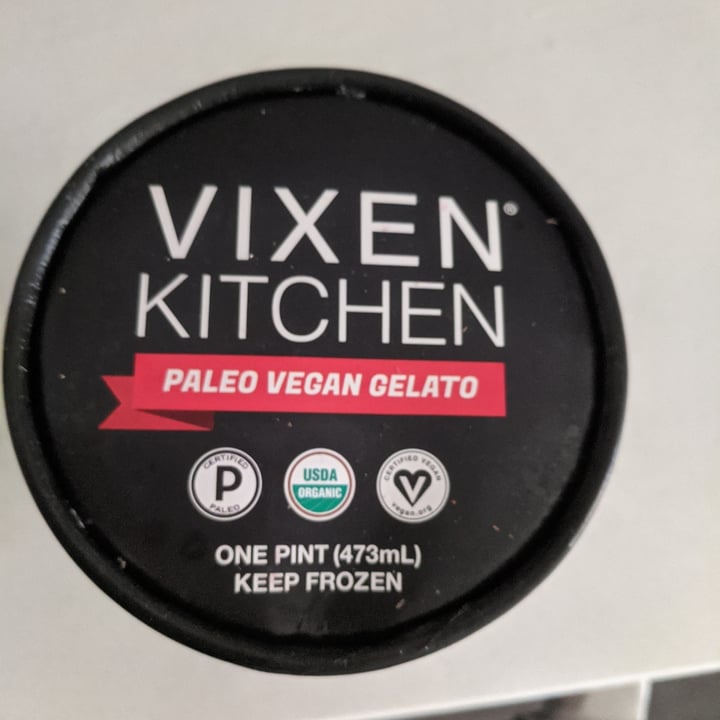 VIXEN®
KITCHEN
PALEO VEGAN GELATO
CERTIFIED
P
PALEO
USDA
ORGANIC
CERTIFIED VEGAN
V
vegan.org
ONE PINT (473mL)
KEEP FROZEN